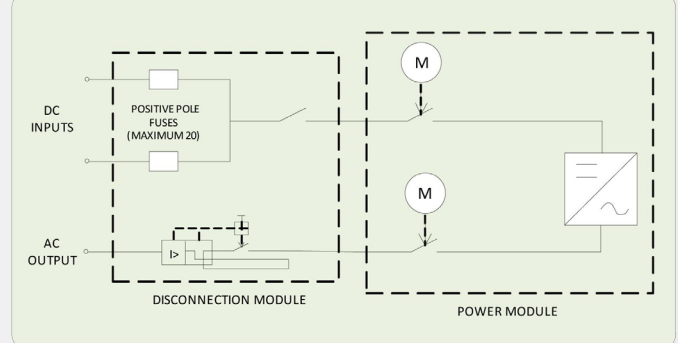 M
DC
INPUTS
POSITIVE POLE
FUSES
(MAXIMUM 20)
M
AC
OUTPUT
I>
DISCONNECTION MODULE
POWER MODULE